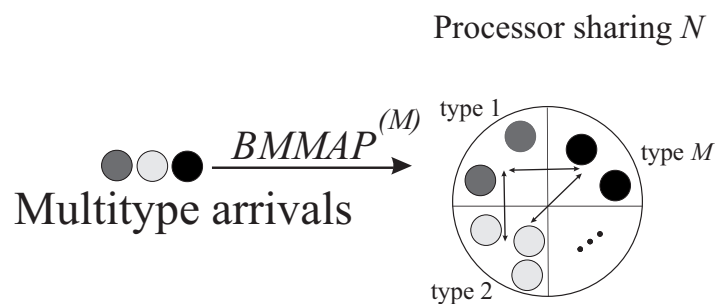 Processor sharing N
type 1
BMMAP(M)
type M
Multitype arrivals
type 2